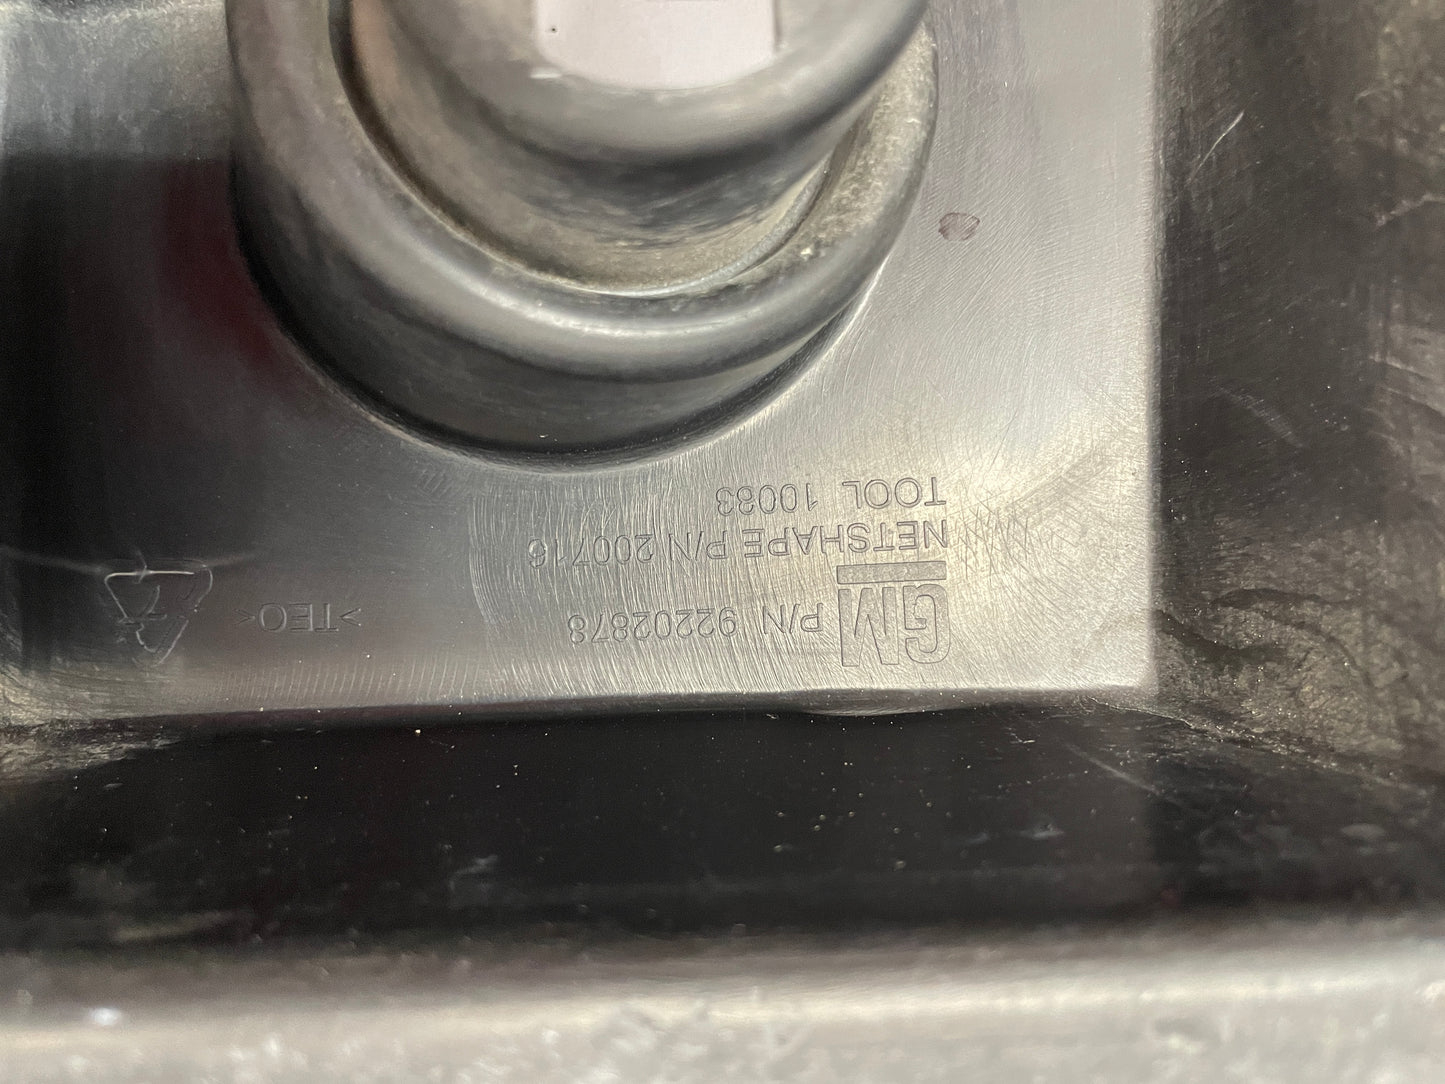 GM P/N 92202878
>TEO<
NETSHAPE P/N 200716
TOOL 10083